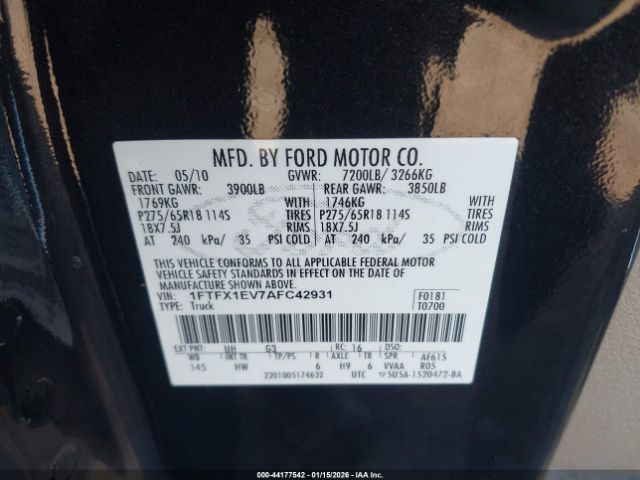 MFD. BY FORD MOTOR CO.
DATE: 05/10 GVWR: 7200LB/ 3266KG
FRONT GAWR: 3900LB REAR GAWR: 3850LB
1769KG WITH 1746KG WITH
P275/65R18 114S TIRES P275/65R18 114S TIRES
18X7.5J RIMS 18X7.5J RIMS
AT 240 kPa/ 35 PSI COLD AT 240 kPa/ 35 PSI COLD
THIS VEHICLE CONFORMS TO ALL APPLICABLE FEDERAL MOTOR
VEHICLE SAFETY STANDARDS IN EFFECT ON THE DATE OF
MANUFACTURE SHOWN ABOVE.
VIN: 1FTFX1EV7AFC42931 F0181
TYPE: Truck T0700
EXT PNT: UH G3 RC: 16 DSO:
WB INT TR TP/PS R AXLE TR SPR AF615
145 HW 6 H9 6 VVAA ROS
2201005174632 UTC 5U5A-1520472-BA
000-44177542 - 01/15/2026 - IAAI.COM